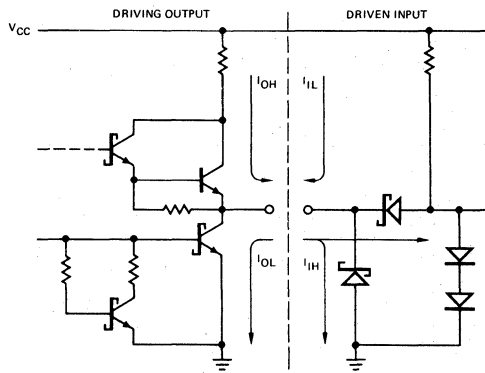 DRIVING OUTPUT
DRIVEN INPUT
VCC
IOH
IIL
IOL
IIH